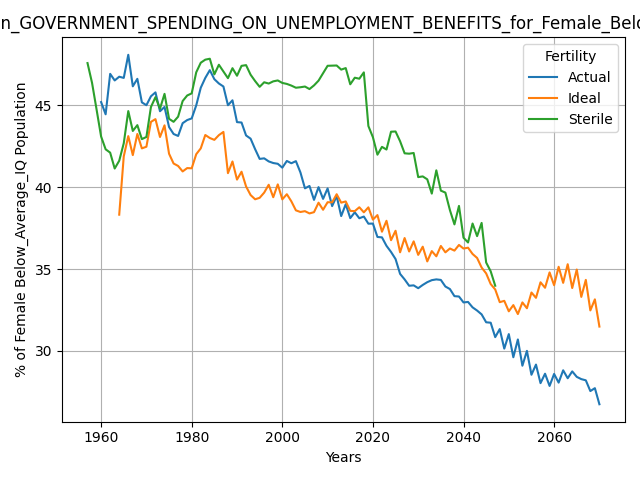 n_GOVERNMENT_SPENDING_ON_UNEMPLOYMENT_BENEFITS_for_Female_Belo
Fertility
Actual
Ideal
Sterile
% of Female Below_Average_IQ Population
45
40
35
30
1960 1980 2000 2020 2040 2060
Years